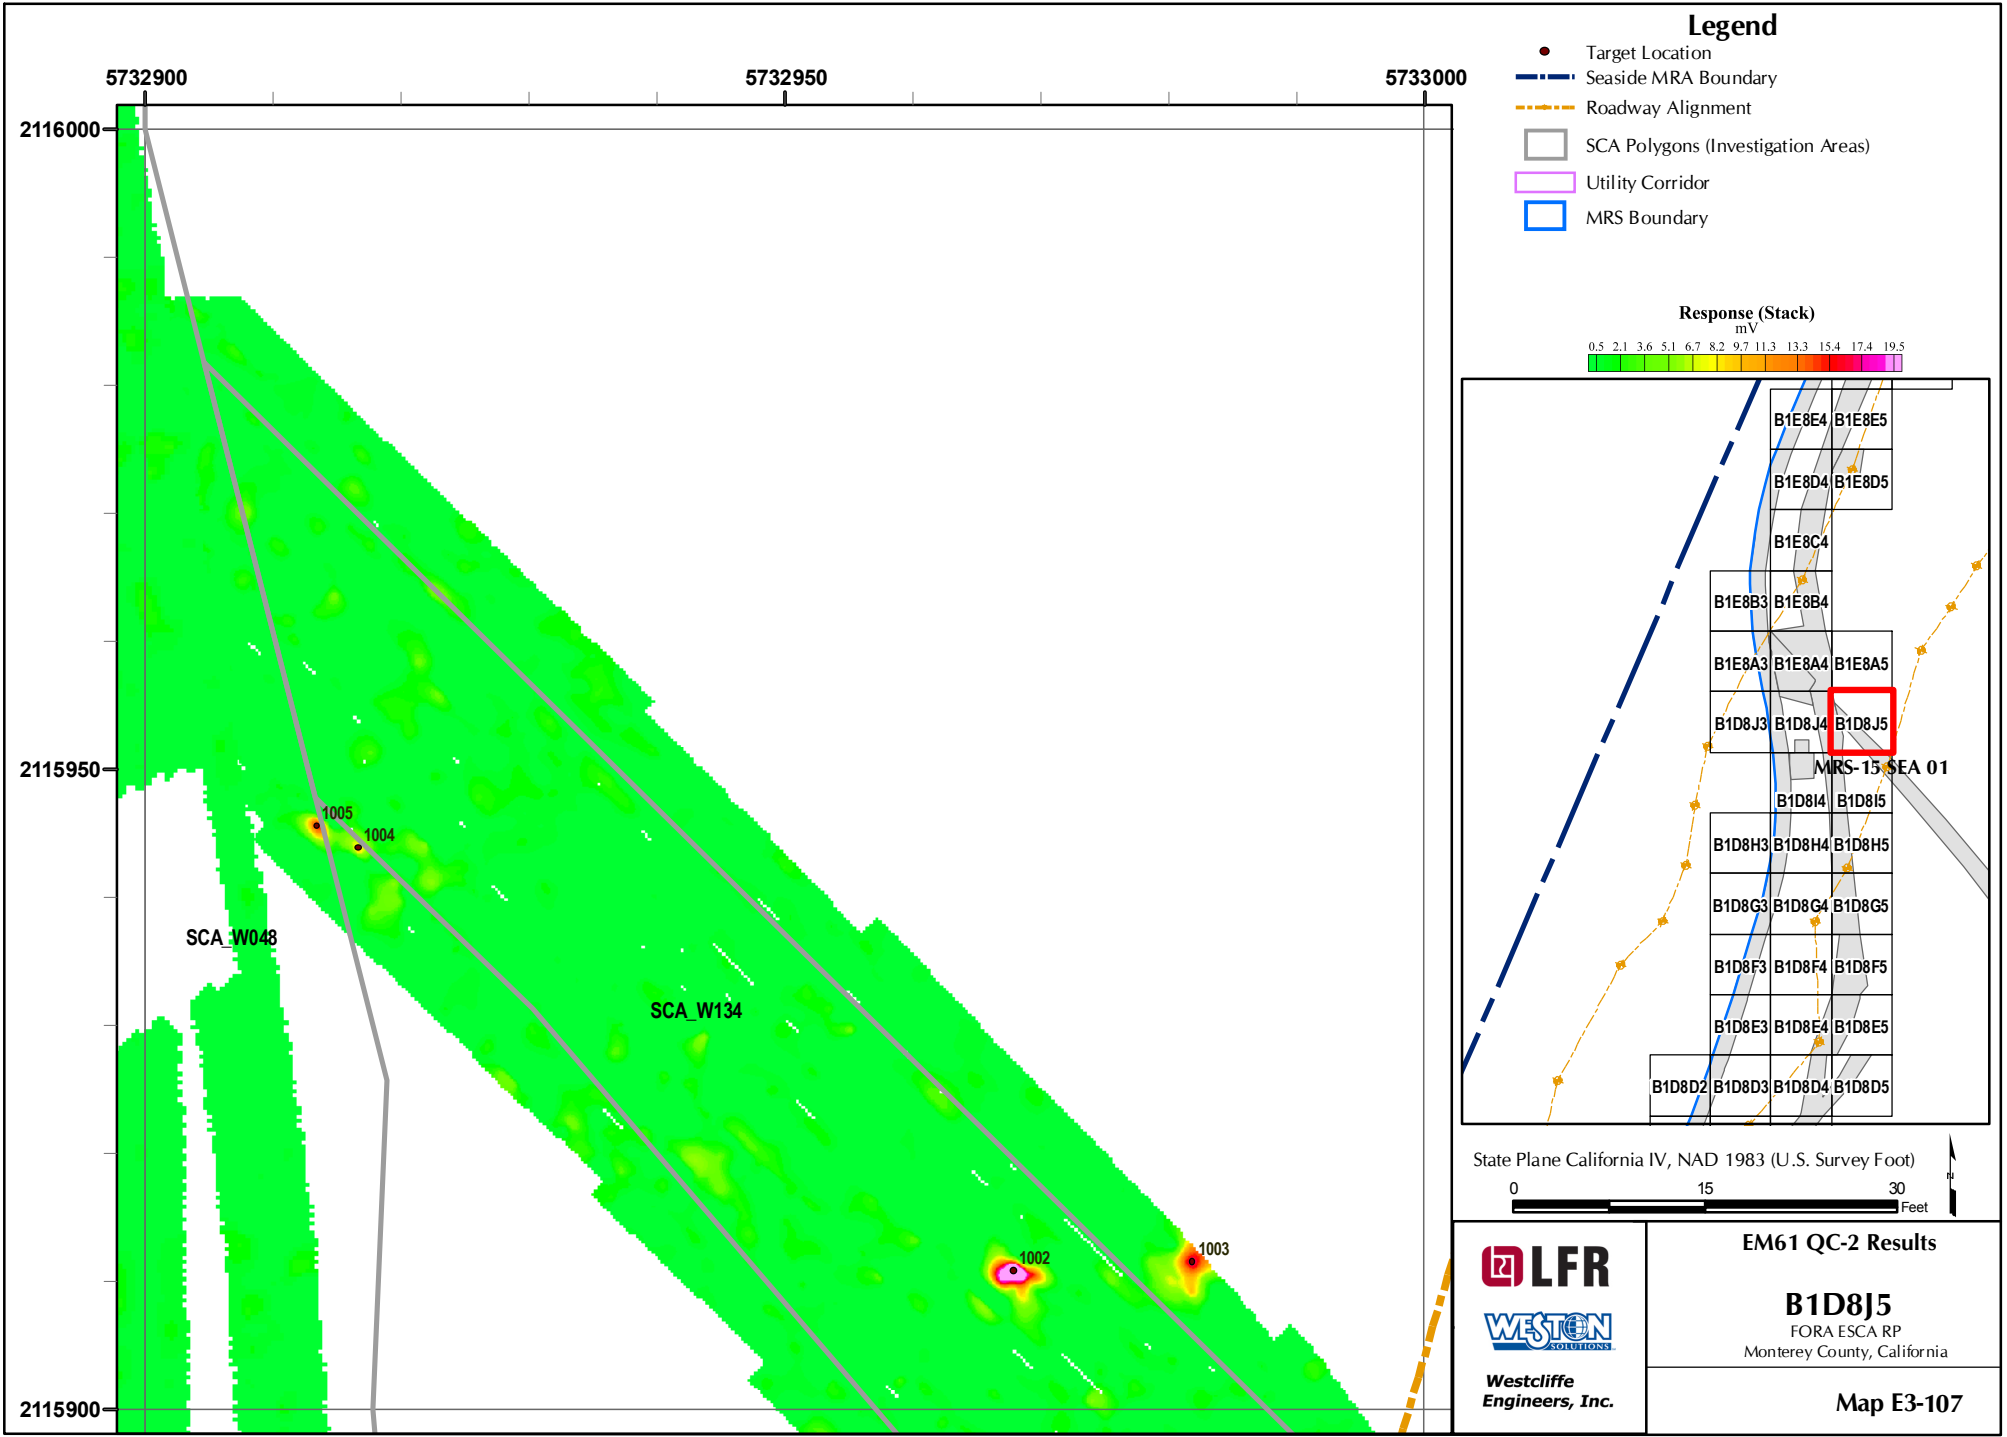 5732900
5732950
5733000
2116000
2115950
2115900
1005
1004
1002
1003
SCA_W048
SCA_W134
Legend
Target Location
Seaside MRA Boundary
Roadway Alignment
SCA Polygons (Investigation Areas)
Utility Corridor
MRS Boundary
Response (Stack)
mV
0.5 2.1 3.6 5.1 6.7 8.2 9.7 11.3 13.3 15.4 17.4 19.5
B1E8E4 B1E8E5
B1E8D4 B1E8D5
B1E8C4
B1E8B3 B1E8B4
B1E8A3 B1E8A4 B1E8A5
B1D8J3 B1D8J4 B1D8J5
MRS-15 SEA 01
B1D8I4 B1D8I5
B1D8H3 B1D8H4 B1D8H5
B1D8G3 B1D8G4 B1D8G5
B1D8F3 B1D8F4 B1D8F5
B1D8E3 B1D8E4 B1D8E5
B1D8D2 B1D8D3 B1D8D4 B1D8D5
State Plane California IV, NAD 1983 (U.S. Survey Foot)
0 15 30
Feet
N
LFR
WESTON
SOLUTIONS
Westcliffe
Engineers, Inc.
EM61 QC-2 Results
B1D8J5
FORA ESCA RP
Monterey County, California
Map E3-107